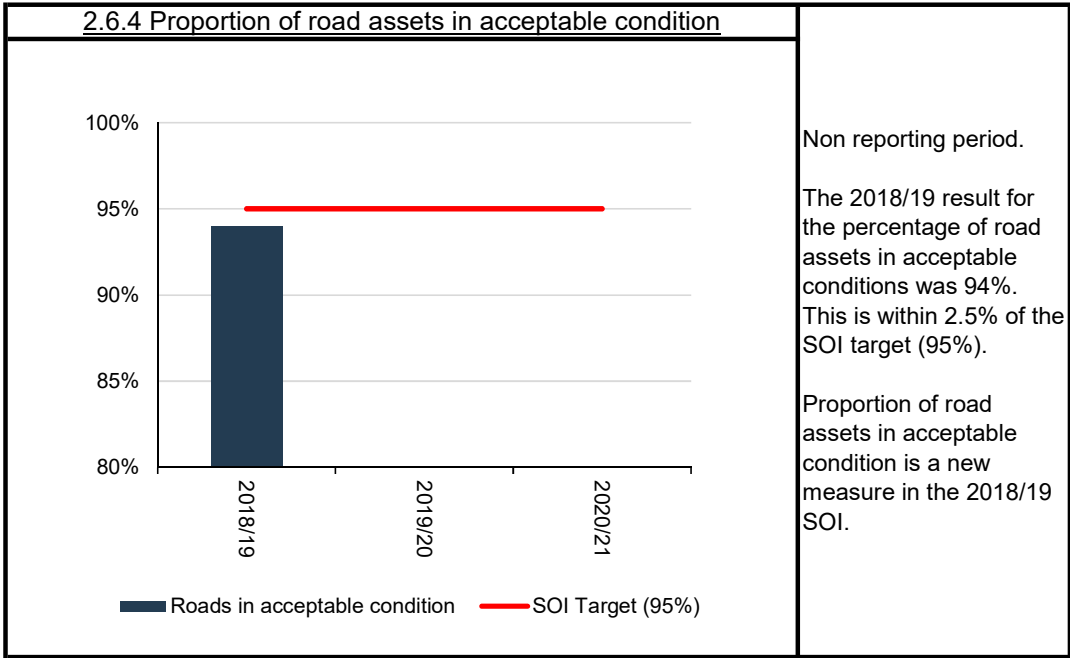 2.6.4 Proportion of road assets in acceptable condition
100%
95%
90%
85%
80%
2018/19
2019/20
2020/21
Roads in acceptable condition
SOI Target (95%)
Non reporting period.
The 2018/19 result for
the percentage of road
assets in acceptable
conditions was 94%.
This is within 2.5% of the
SOI target (95%).
Proportion of road
assets in acceptable
condition is a new
measure in the 2018/19
SOI.